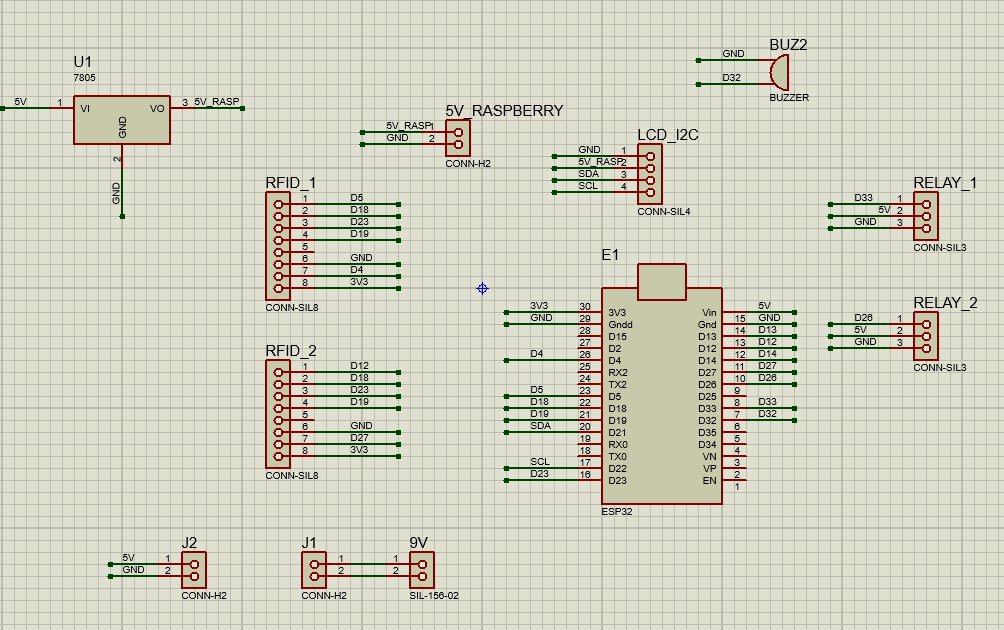 U1
7805
5V 1 VI VO 3 5V_RASP
GND
2
GND
5V_RASPBERRY
5V_RASP 1
GND 2
CONN-H2
BUZ2
GND
D32
BUZZER
LCD_I2C
GND 1
5V_RASP 2
SDA 3
SCL 4
CONN-SIL4
RFID_1
1 D5
2 D18
3 D23
4 D19
5
6 GND
7 D4
8 3V3
CONN-SIL8
RELAY_1
D33 1
5V 2
GND 3
CONN-SIL3
RELAY_2
D26 1
5V 2
GND 3
CONN-SIL3
RFID_2
1 D12
2 D18
3 D23
4 D19
5
6 GND
7 D27
8 3V3
CONN-SIL8
E1
3V3 30 3V3 Vin 5V
GND 29 Gndd Gnd 15 GND
28 D15 D13 14 D13
27 D2 D12 13 D12
D4 26 D4 D14 12 D14
25 RX2 D27 11 D27
24 TX2 D26 10 D26
D5 23 D5 D25 9
D18 22 D18 D33 8 D33
D19 21 D19 D32 7 D32
SDA 20 D21 D35 6
19 RX0 D34 5
18 TX0 VN 4
SCL 17 D22 VP 3
D23 16 D23 EN 2
1
ESP32
J2
5V 1
GND 2
CONN-H2
J1
1
2
CONN-H2
9V
1
2
SIL-156-02